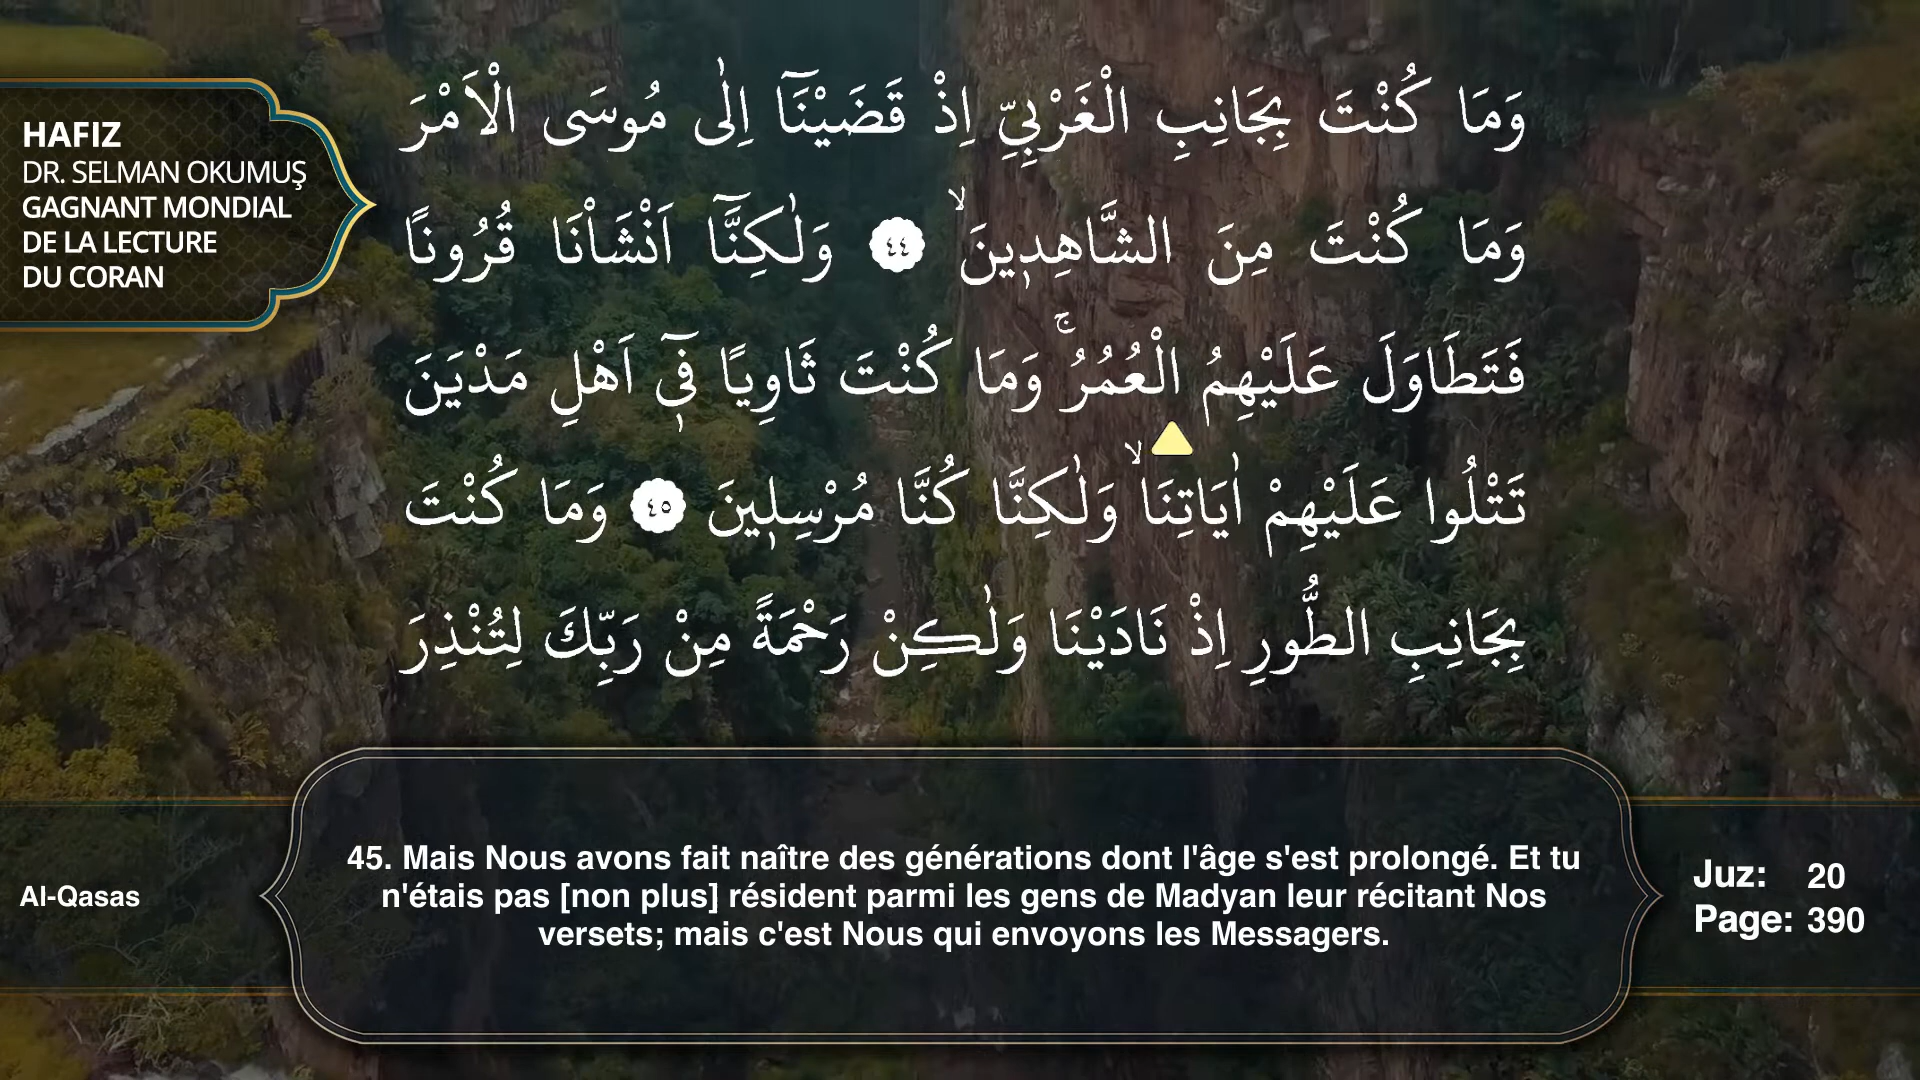 HAFIZ
DR. SELMAN OKUMUŞ
GAGNANT MONDIAL
DE LA LECTURE
DU CORAN
وَمَا كُنْتَ بِجَانِبِ الْغَرْبِيِّ اِذْ قَضَيْنَٓا اِلٰى مُوسَى الْاَمْرَ
وَمَا كُنْتَ مِنَ الشَّاهِد۪ينَۙ ﴿٤٤﴾ وَلٰكِنَّٓا اَنْشَأْنَا قُرُونًا
فَتَطَاوَلَ عَلَيْهِمُ الْعُمُرُۚ وَمَا كُنْتَ ثَاوِيًا ف۪ٓي اَهْلِ مَدْيَنَ
تَتْلُوا عَلَيْهِمْ اٰيَاتِنَاۙ وَلٰكِنَّا كُنَّا مُرْسِل۪ينَ ﴿٤٥﴾ وَمَا كُنْتَ
بِجَانِبِ الطُّورِ اِذْ نَادَيْنَا وَلٰكِنْ رَحْمَةً مِنْ رَبِّكَ لِتُنْذِرَ
45. Mais Nous avons fait naître des générations dont l'âge s'est prolongé. Et tu
n'étais pas [non plus] résident parmi les gens de Madyan leur récitant Nos
versets; mais c'est Nous qui envoyons les Messagers.
Al-Qasas
Juz: 20
Page: 390